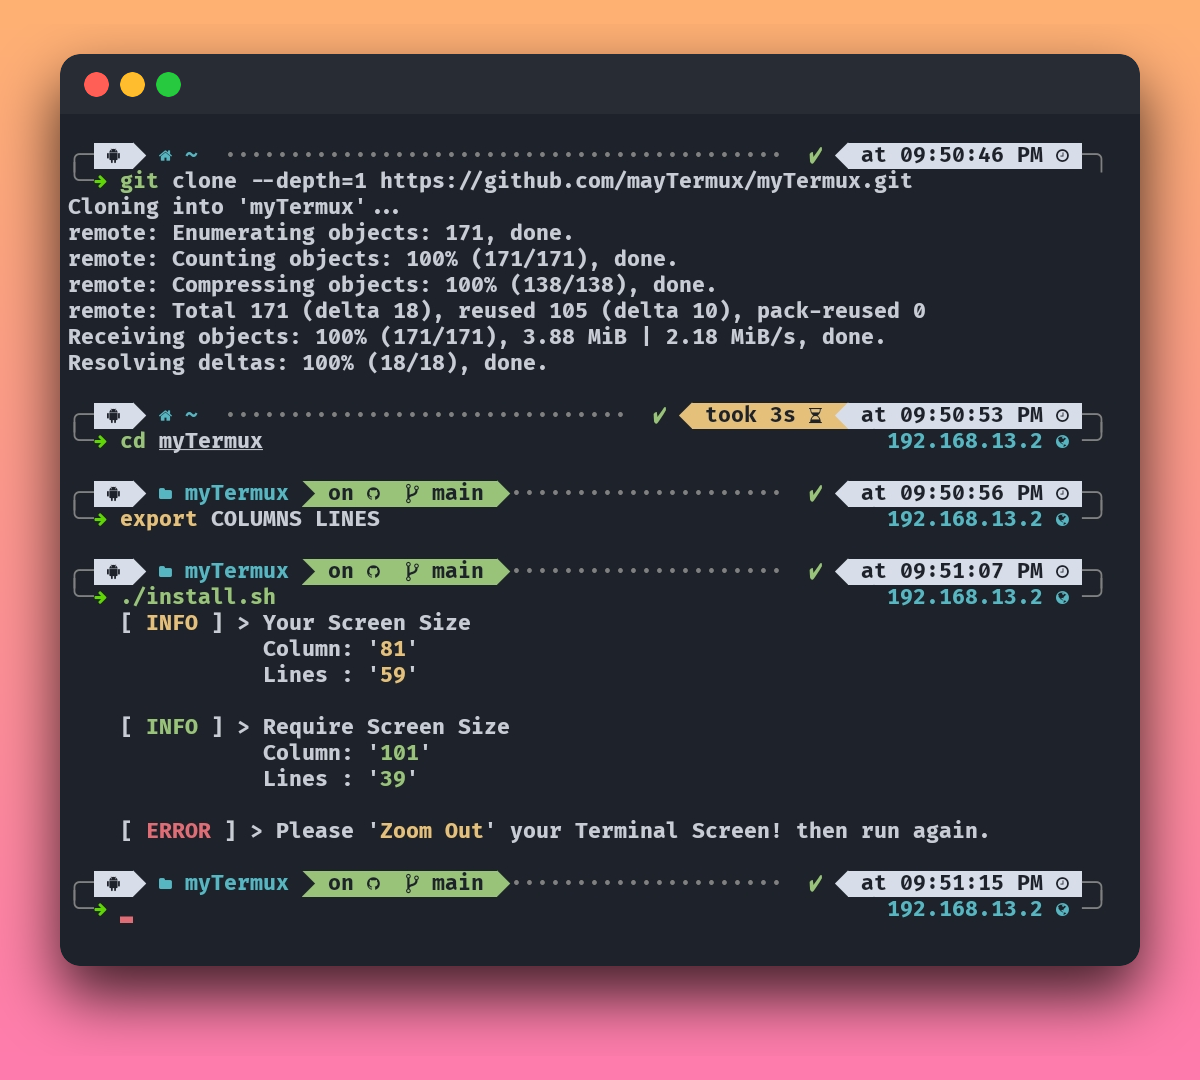 ~ ✔ at 09:50:46 PM
git clone --depth=1 https://github.com/mayTermux/myTermux.git
Cloning into 'myTermux'...
remote: Enumerating objects: 171, done.
remote: Counting objects: 100% (171/171), done.
remote: Compressing objects: 100% (138/138), done.
remote: Total 171 (delta 18), reused 105 (delta 10), pack-reused 0
Receiving objects: 100% (171/171), 3.88 MiB | 2.18 MiB/s, done.
Resolving deltas: 100% (18/18), done.
~ ✔ took 3s at 09:50:53 PM
cd myTermux 192.168.13.2
myTermux on main ✔ at 09:50:56 PM
export COLUMNS LINES 192.168.13.2
myTermux on main ✔ at 09:51:07 PM
./install.sh 192.168.13.2
[ INFO ] > Your Screen Size
Column: '81'
Lines : '59'
[ INFO ] > Require Screen Size
Column: '101'
Lines : '39'
[ ERROR ] > Please 'Zoom Out' your Terminal Screen! then run again.
myTermux on main ✔ at 09:51:15 PM
192.168.13.2